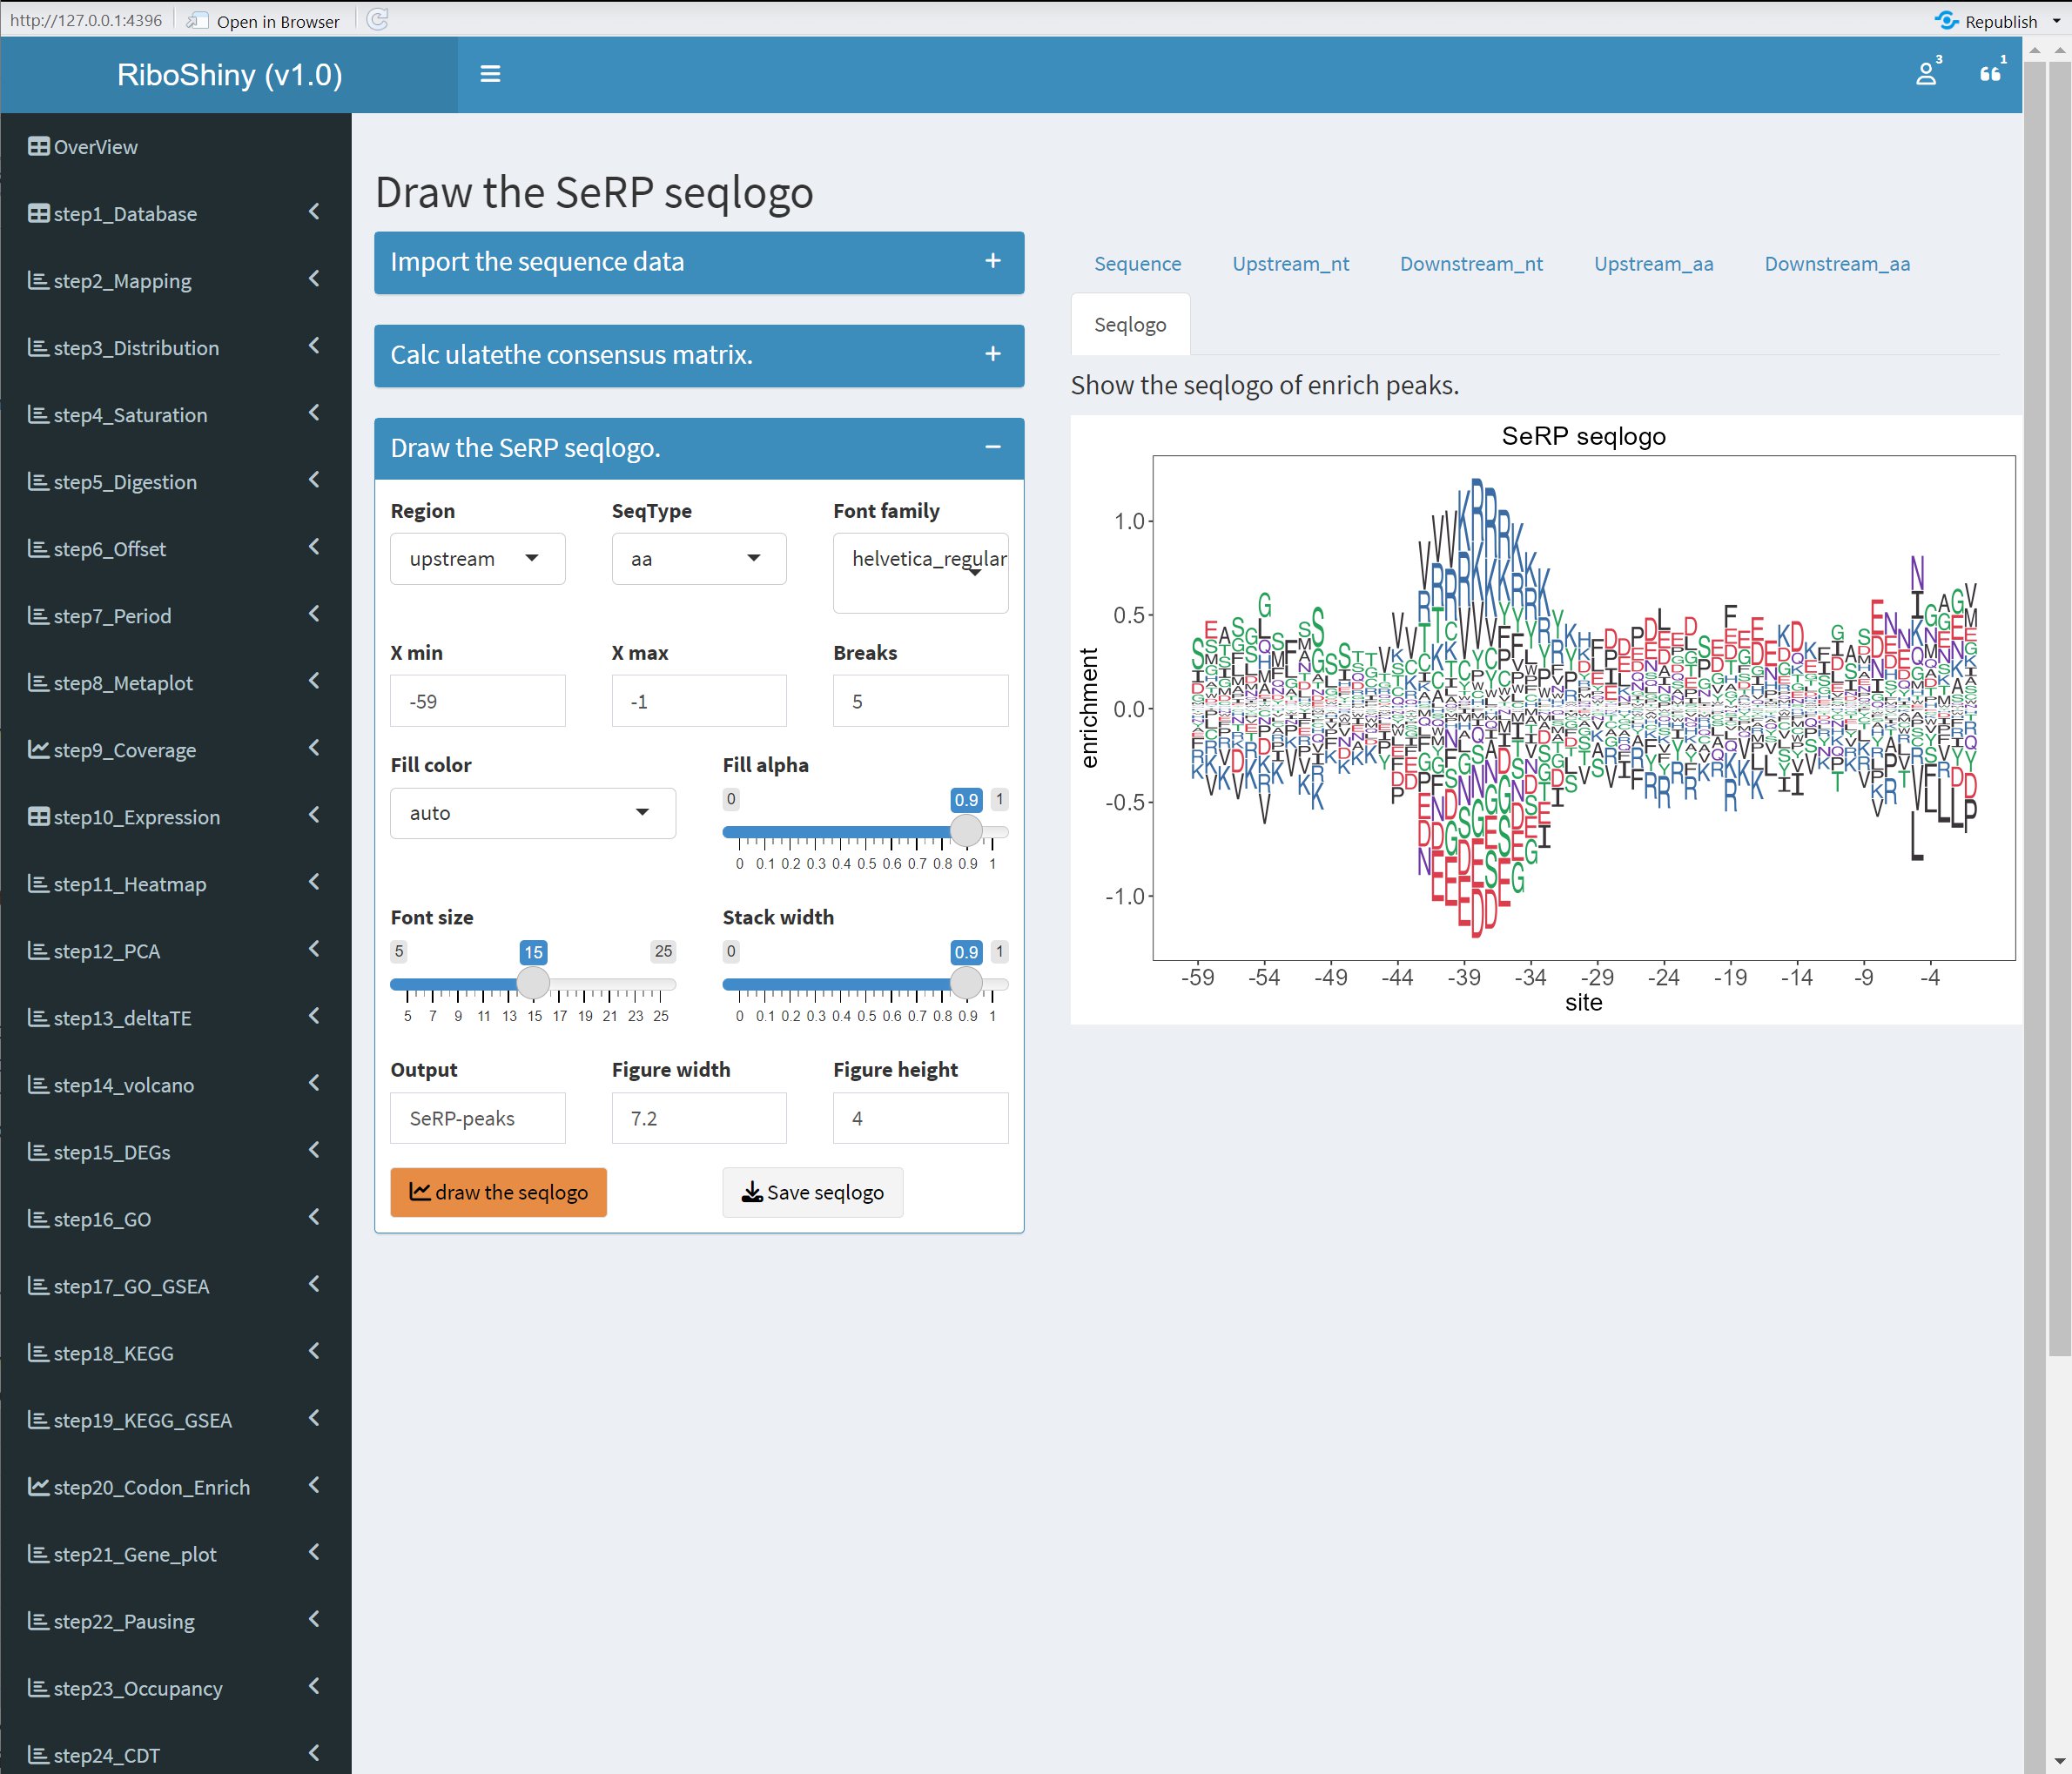 http://127.0.0.1:4396 Open in Browser Republish
RiboShiny (v1.0) 3 1
OverView
step1_Database
step2_Mapping
step3_Distribution
step4_Saturation
step5_Digestion
step6_Offset
step7_Period
step8_Metaplot
step9_Coverage
step10_Expression
step11_Heatmap
step12_PCA
step13_deltaTE
step14_volcano
step15_DEGs
step16_GO
step17_GO_GSEA
step18_KEGG
step19_KEGG_GSEA
step20_Codon_Enrich
step21_Gene_plot
step22_Pausing
step23_Occupancy
step24_CDT
Draw the SeRP seqlogo
Import the sequence data
Calc ulatethe consensus matrix.
Draw the SeRP seqlogo.
Region SeqType Font family
upstream aa helvetica_regular
X min X max Breaks
-59 -1 5
Fill color Fill alpha
auto
0 0.9 1
0 0.1 0.2 0.3 0.4 0.5 0.6 0.7 0.8 0.9 1
Font size Stack width
5 15 25 0 0.9 1
5 7 9 11 13 15 17 19 21 23 25 0 0.1 0.2 0.3 0.4 0.5 0.6 0.7 0.8 0.9 1
Output Figure width Figure height
SeRP-peaks 7.2 4
draw the seqlogo Save seqlogo
Sequence Upstream_nt Downstream_nt Upstream_aa Downstream_aa
Seqlogo
Show the seqlogo of enrich peaks.
SeRP seqlogo
enrichment
1.0
0.5
0.0
-0.5
-1.0
-59 -54 -49 -44 -39 -34 -29 -24 -19 -14 -9 -4
site